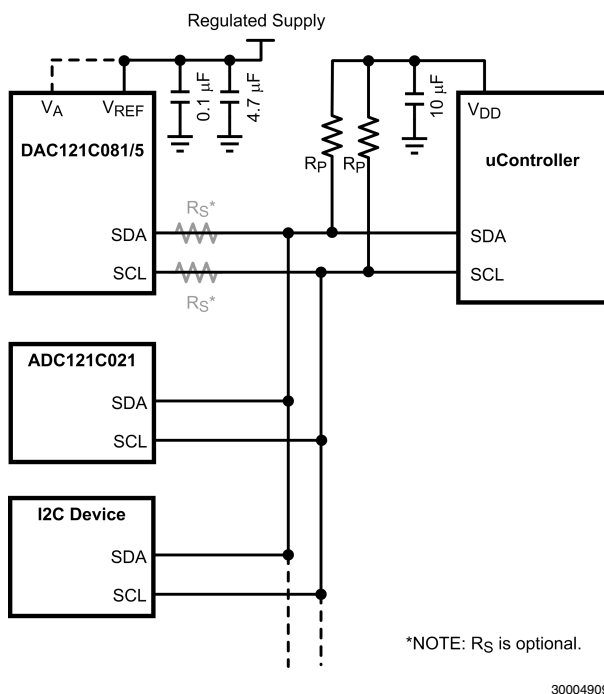 Regulated Supply
VA
VREF
0.1 µF
4.7 µF
10 µF
VDD
DAC121C081/5
uController
RP
RP
RS*
SDA
SDA
SCL
SCL
RS*
ADC121C021
SDA
SCL
I2C Device
SDA
SCL
*NOTE: RS is optional.
30004909